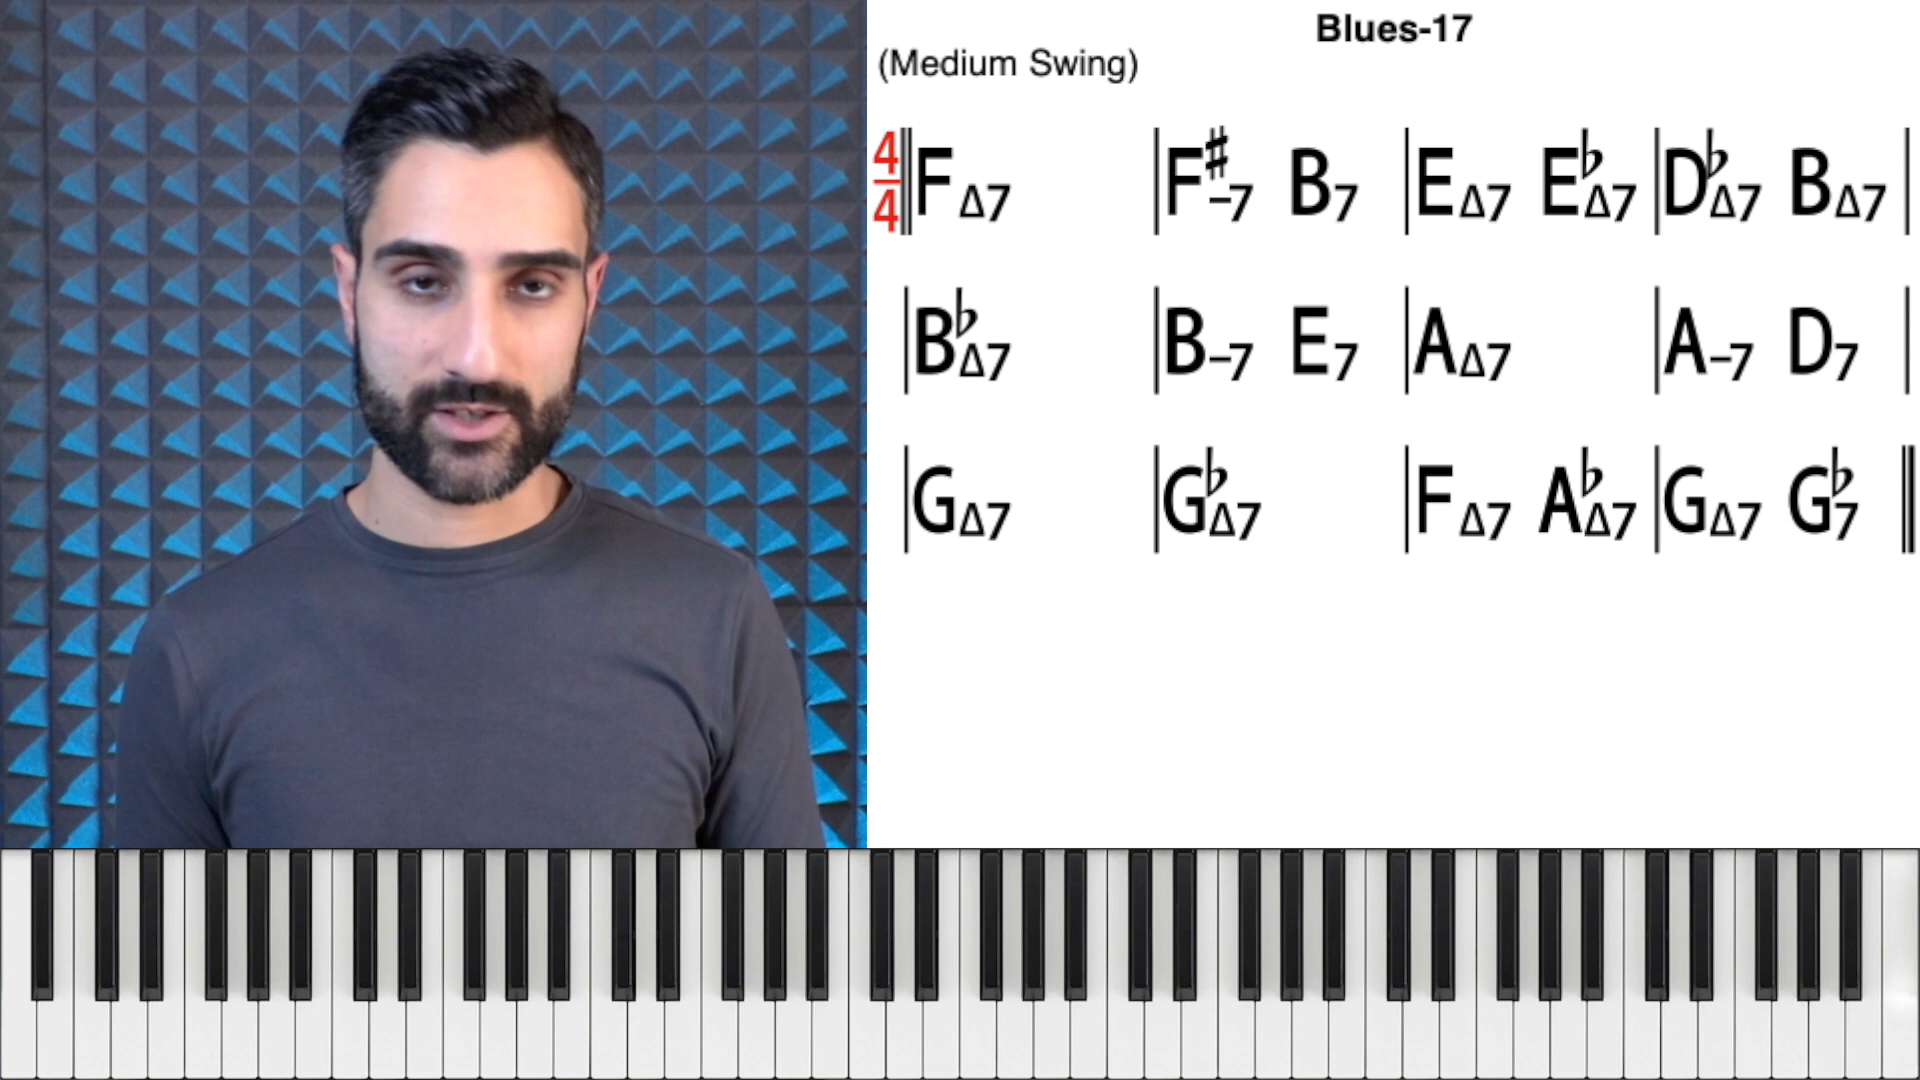 Blues-17
(Medium Swing)
4/4 FΔ7 | F♯-7 B7 | EΔ7 E♭Δ7 | D♭Δ7 BΔ7 |
| B♭Δ7 | B-7 E7 | AΔ7 | A-7 D7 |
| GΔ7 | G♭Δ7 | FΔ7 A♭Δ7 | GΔ7 G♭7 ||